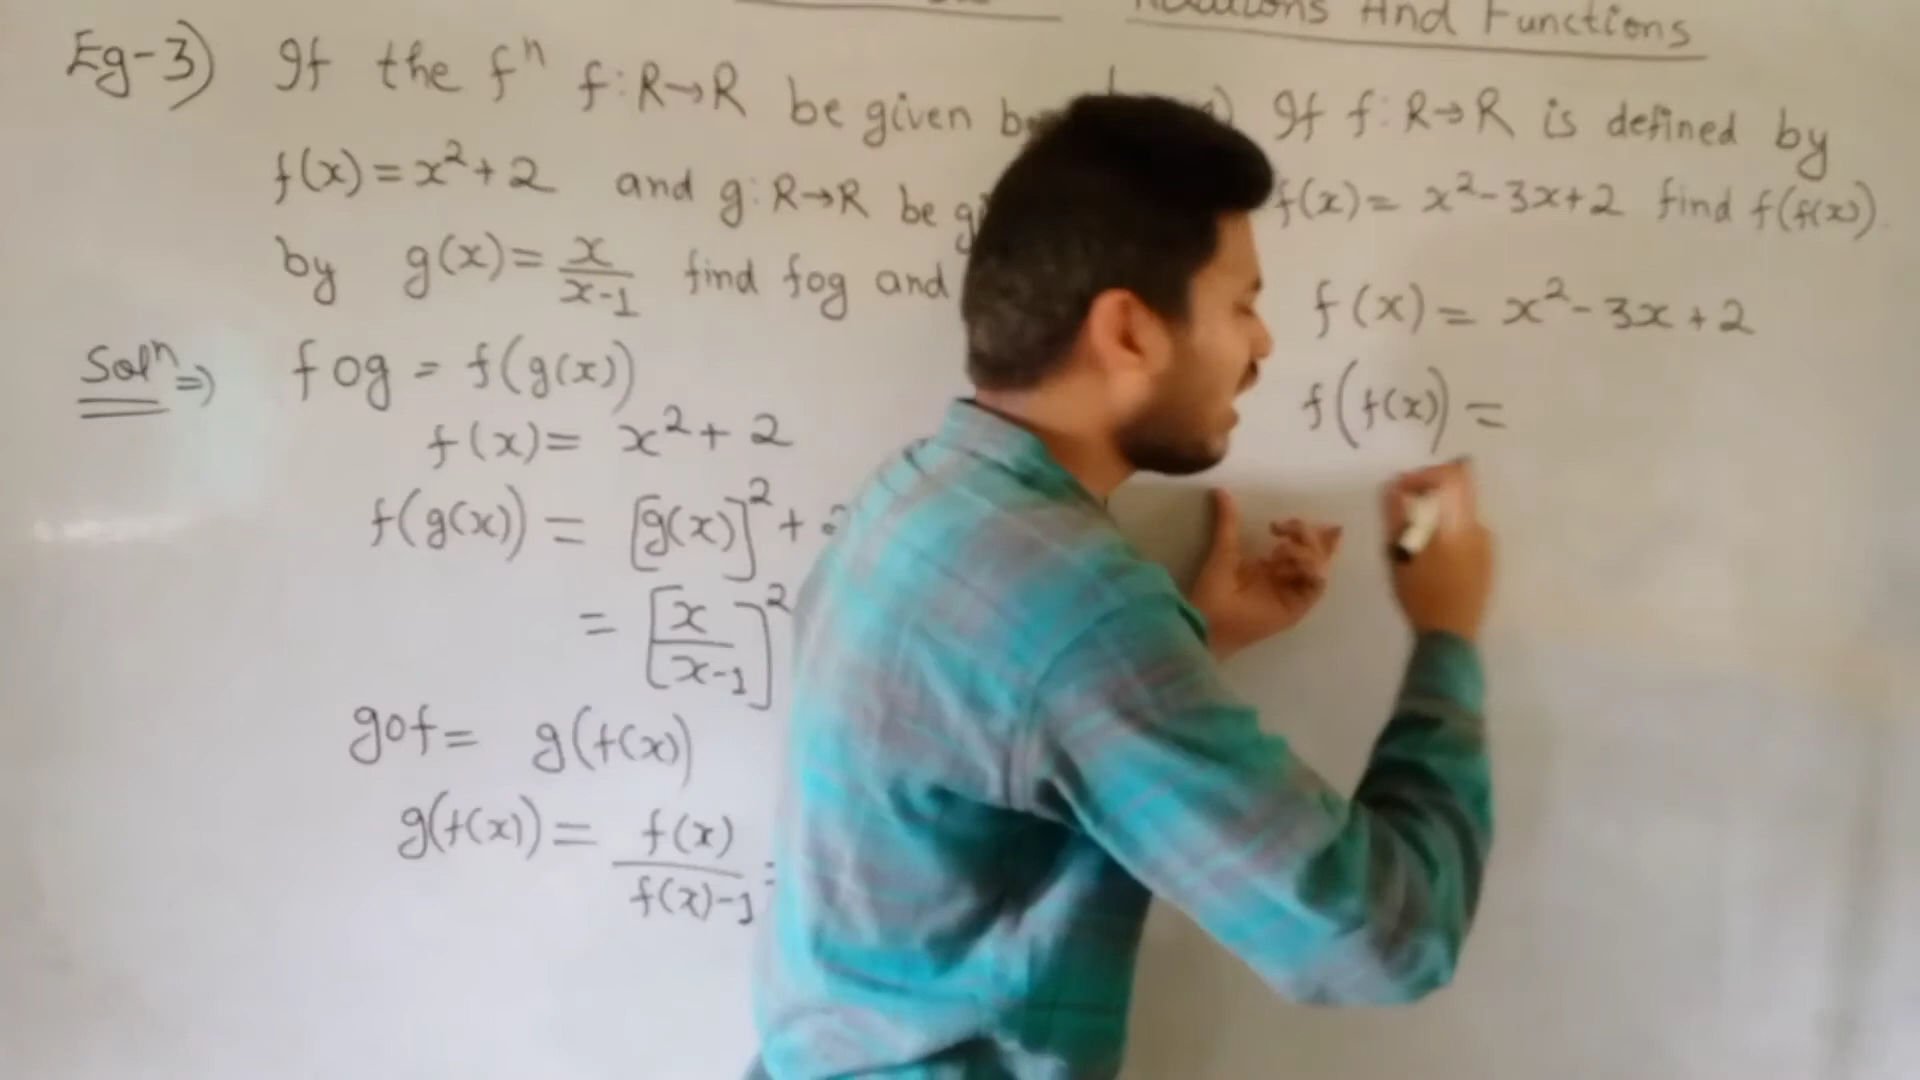 Relations And Functions
Eg-3) If the fⁿ f:R→R be given by
f(x)=x²+2 and g:R→R be
by g(x)=x/(x-1) find fog and
Solⁿ⇒ fog = f(g(x))
f(x)= x²+2
f(g(x)) = [g(x)]²+
= [x/(x-1)]²
gof= g(f(x))
g(f(x))= f(x)/(f(x)-1) =
If f:R→R is defined by
f(x)= x²-3x+2 find f(f(x)).
f(x)= x²-3x+2
f(f(x))=